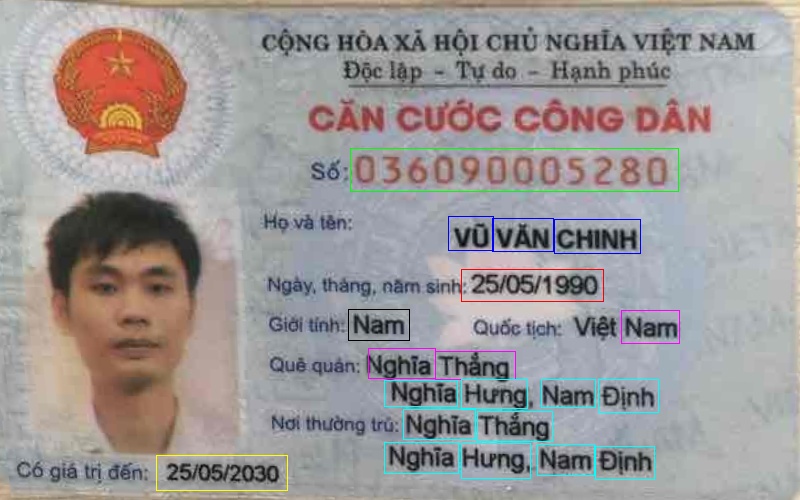 CỘNG HÒA XÃ HỘI CHỦ NGHĨA VIỆT NAM
Độc lập - Tự do - Hạnh phúc
CĂN CƯỚC CÔNG DÂN
Số: 036090005280
Họ và tên: VŨ VĂN CHINH
Ngày, tháng, năm sinh: 25/05/1990
Giới tính: Nam Quốc tịch: Việt Nam
Quê quán: Nghĩa Thắng
Nghĩa Hưng, Nam Định
Nơi thường trú: Nghĩa Thắng
Nghĩa Hưng, Nam Định
Có giá trị đến: 25/05/2030